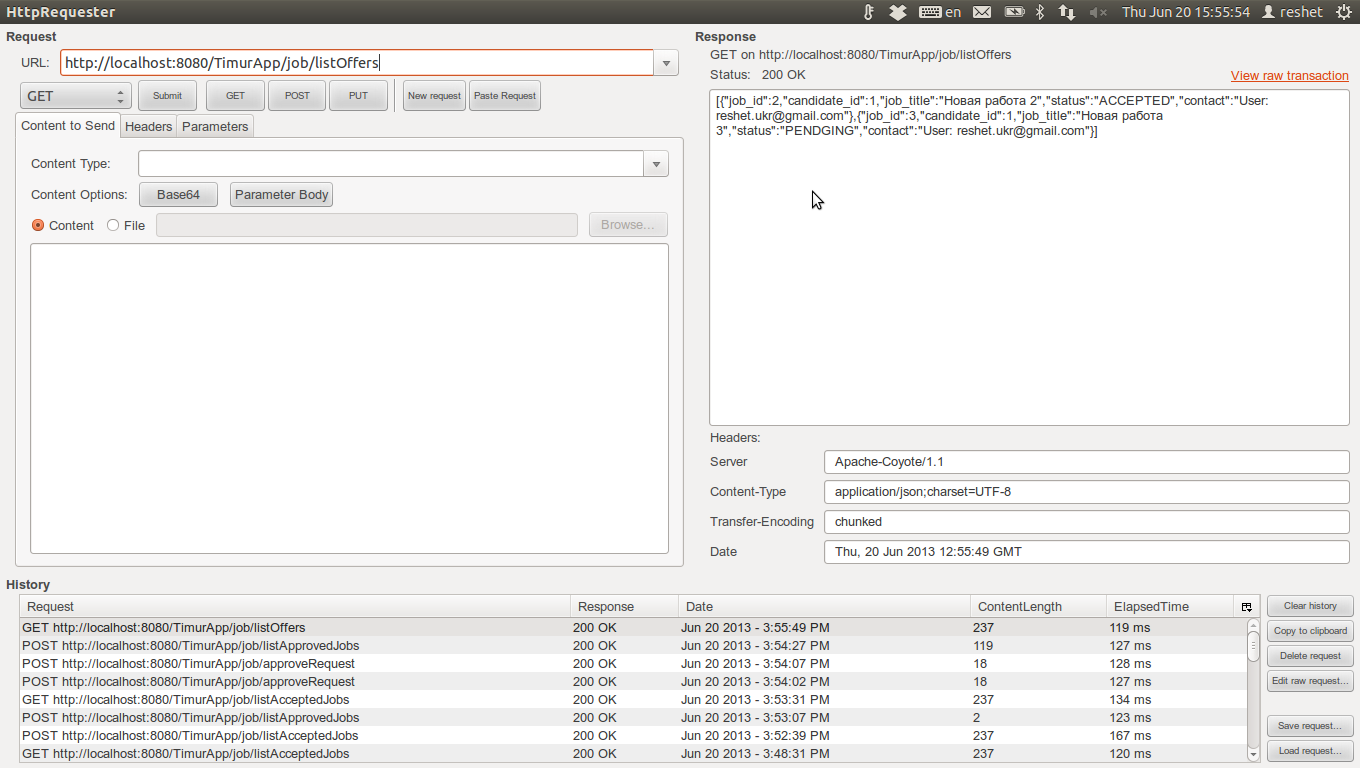 HttpRequester
en
Thu Jun 20 15:55:54
reshet
Request
URL: http://localhost:8080/TimurApp/job/listOffers
GET Submit GET POST PUT New request Paste Request
Content to Send Headers Parameters
Content Type:
Content Options: Base64 Parameter Body
Content File Browse...
Response
GET on http://localhost:8080/TimurApp/job/listOffers
Status: 200 OK
View raw transaction
[{"job_id":2,"candidate_id":1,"job_title":"Новая работа 2","status":"ACCEPTED","contact":"User:
reshet.ukr@gmail.com"},{"job_id":3,"candidate_id":1,"job_title":"Новая работа
3","status":"PENDGING","contact":"User: reshet.ukr@gmail.com"}]
Headers:
Server Apache-Coyote/1.1
Content-Type application/json;charset=UTF-8
Transfer-Encoding chunked
Date Thu, 20 Jun 2013 12:55:49 GMT
History
Request Response Date ContentLength ElapsedTime
GET http://localhost:8080/TimurApp/job/listOffers 200 OK Jun 20 2013 - 3:55:49 PM 237 119 ms
POST http://localhost:8080/TimurApp/job/listApprovedJobs 200 OK Jun 20 2013 - 3:54:27 PM 119 127 ms
POST http://localhost:8080/TimurApp/job/approveRequest 200 OK Jun 20 2013 - 3:54:07 PM 18 128 ms
POST http://localhost:8080/TimurApp/job/approveRequest 200 OK Jun 20 2013 - 3:54:02 PM 18 127 ms
GET http://localhost:8080/TimurApp/job/listAcceptedJobs 200 OK Jun 20 2013 - 3:53:31 PM 237 134 ms
POST http://localhost:8080/TimurApp/job/listApprovedJobs 200 OK Jun 20 2013 - 3:53:07 PM 2 123 ms
POST http://localhost:8080/TimurApp/job/listAcceptedJobs 200 OK Jun 20 2013 - 3:52:39 PM 237 167 ms
GET http://localhost:8080/TimurApp/job/listAcceptedJobs 200 OK Jun 20 2013 - 3:48:31 PM 237 120 ms
Clear history
Copy to clipboard
Delete request
Edit raw request...
Save request...
Load request...